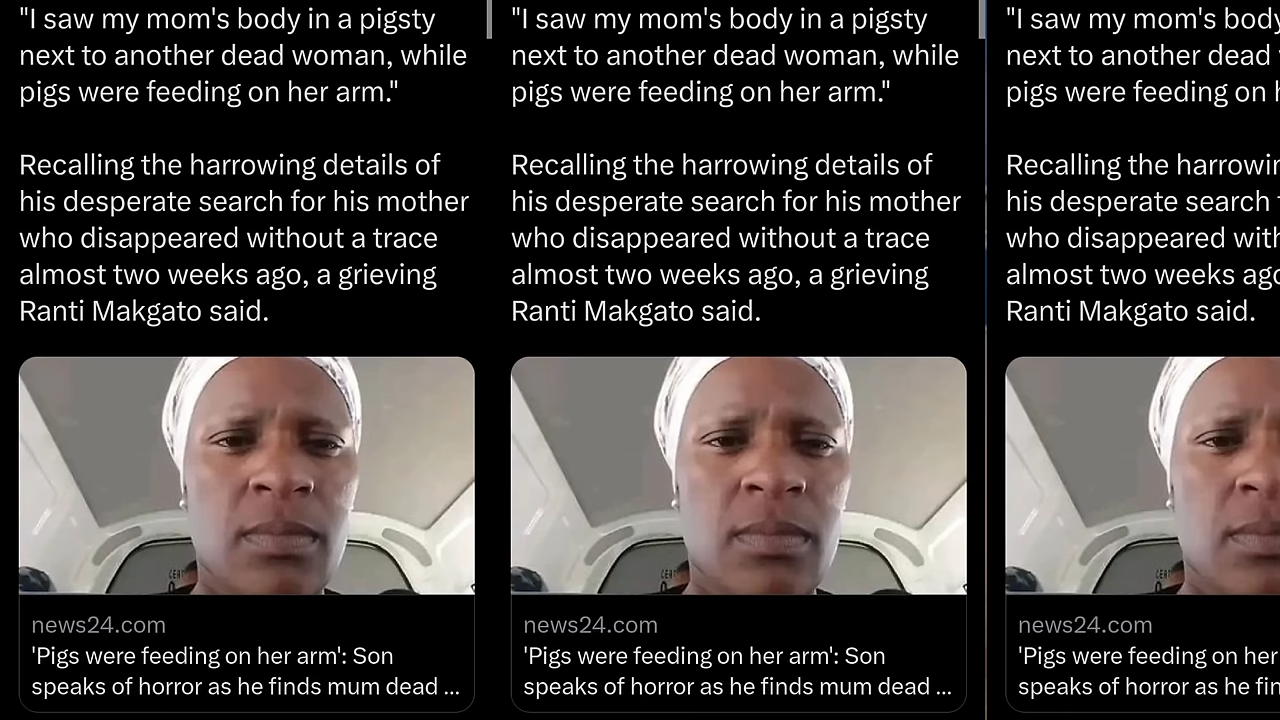 "I saw my mom's body in a pigsty
next to another dead woman, while
pigs were feeding on her arm."
Recalling the harrowing details of
his desperate search for his mother
who disappeared without a trace
almost two weeks ago, a grieving
Ranti Makgato said.
news24.com
'Pigs were feeding on her arm': Son
speaks of horror as he finds mum dead ...
"I saw my mom's body in a pigsty
next to another dead woman, while
pigs were feeding on her arm."
Recalling the harrowing details of
his desperate search for his mother
who disappeared without a trace
almost two weeks ago, a grieving
Ranti Makgato said.
news24.com
'Pigs were feeding on her arm': Son
speaks of horror as he finds mum dead ...
"I saw my mom's body
next to another dead
pigs were feeding on
Recalling the
his desperate search
who disappeared
almost two weeks
Ranti Makgato said.
news24.com
'Pigs were feeding on her
speaks of horror as he